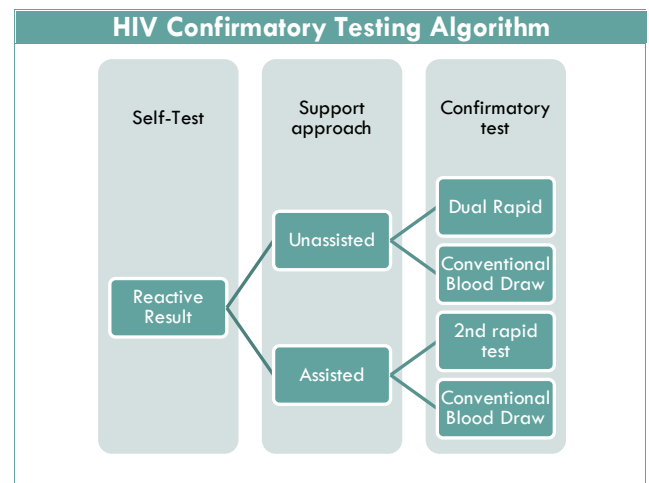 HIV Confirmatory Testing Algorithm
Self-Test
Support
approach
Confirmatory
test
Reactive
Result
Unassisted
Assisted
Dual Rapid
Conventional
Blood Draw
2nd rapid
test
Conventional
Blood Draw